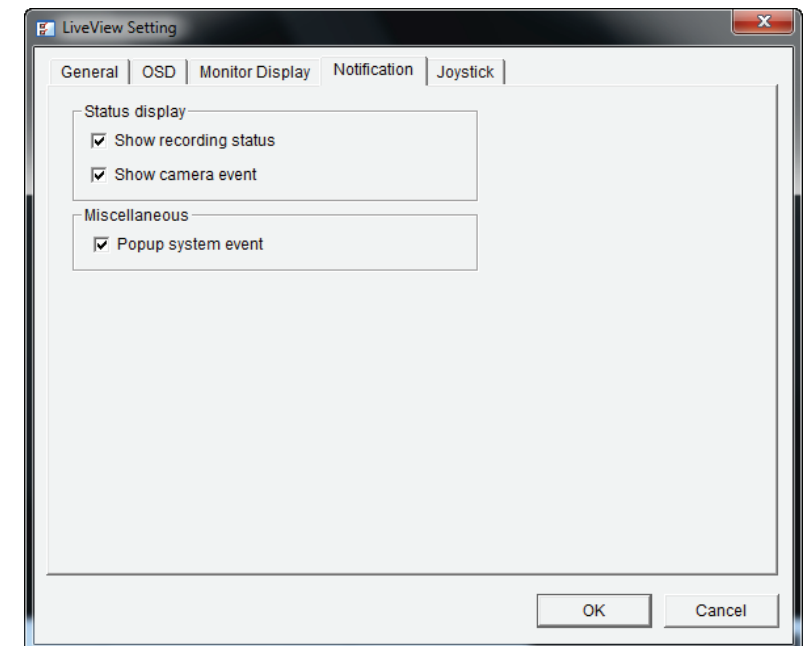 LiveView Setting
General OSD Monitor Display Notification Joystick
Status display
Show recording status
Show camera event
Miscellaneous
Popup system event
OK Cancel